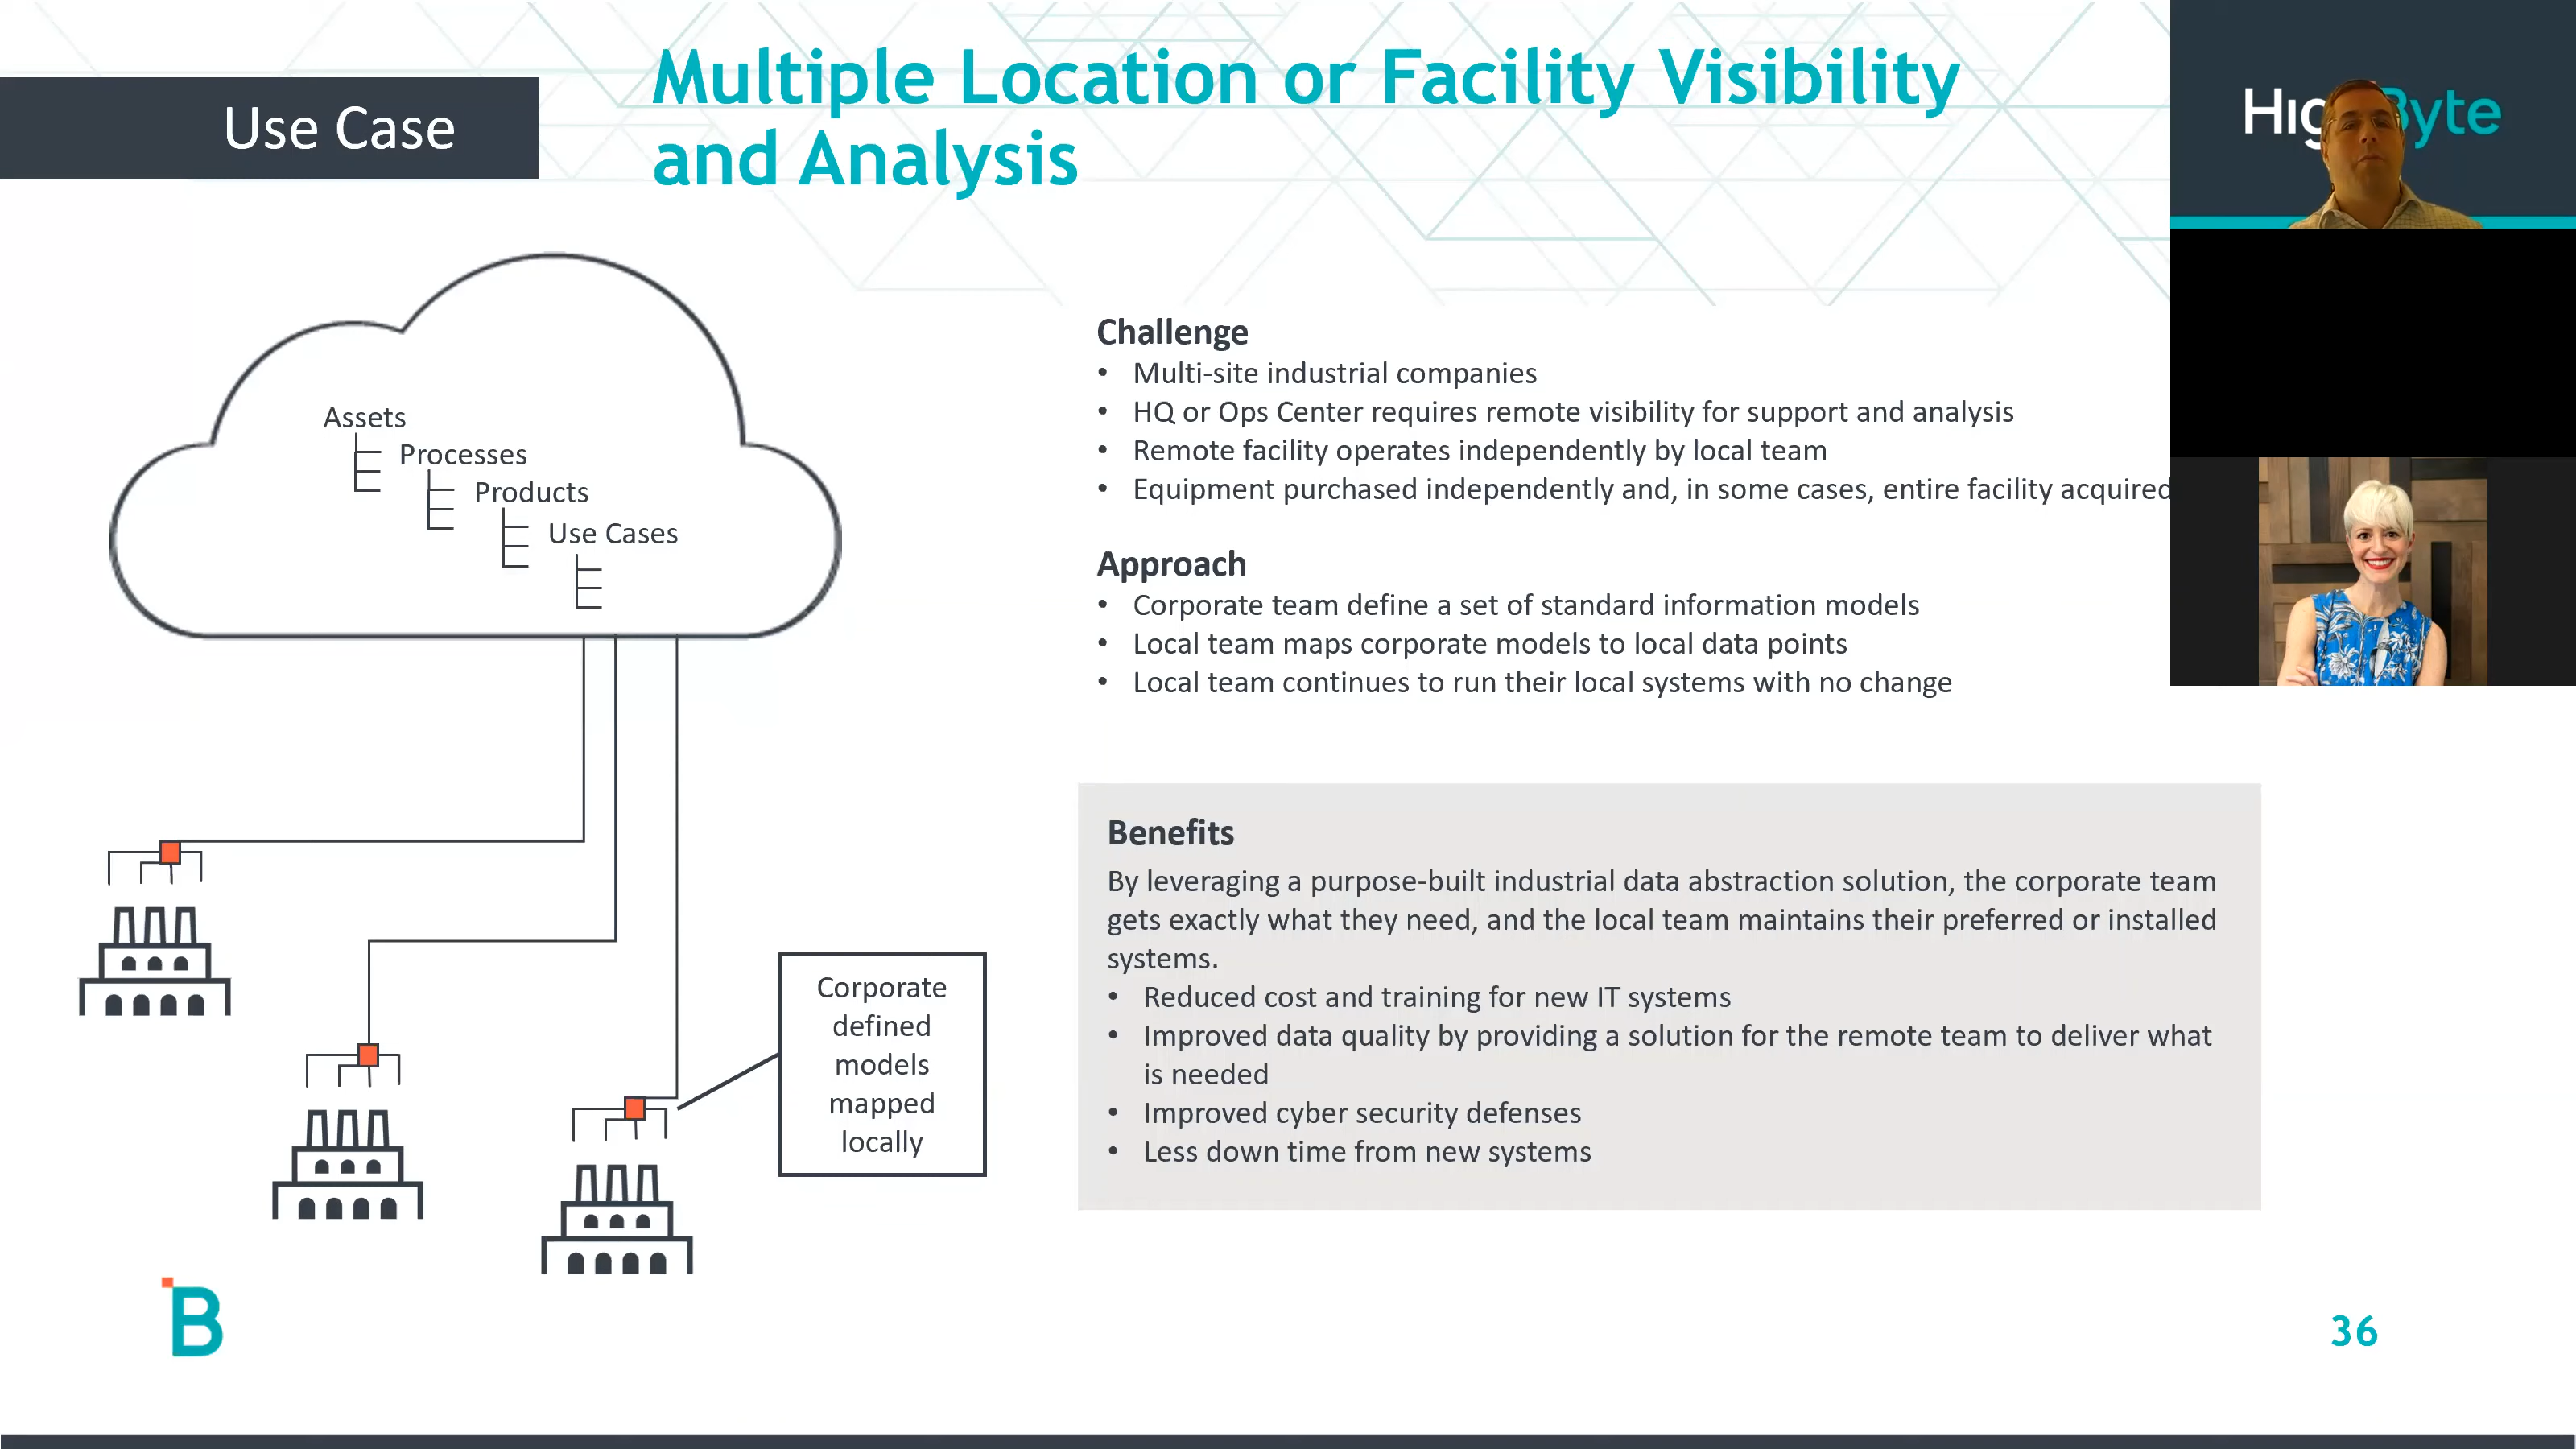 Use Case
Multiple Location or Facility Visibility
and Analysis
Assets
Processes
Products
Use Cases
Corporate
defined
models
mapped
locally
Challenge
• Multi-site industrial companies
• HQ or Ops Center requires remote visibility for support and analysis
• Remote facility operates independently by local team
• Equipment purchased independently and, in some cases, entire facility acquired
Approach
• Corporate team define a set of standard information models
• Local team maps corporate models to local data points
• Local team continues to run their local systems with no change
Benefits
By leveraging a purpose-built industrial data abstraction solution, the corporate team
gets exactly what they need, and the local team maintains their preferred or installed
systems.
• Reduced cost and training for new IT systems
• Improved data quality by providing a solution for the remote team to deliver what
is needed
• Improved cyber security defenses
• Less down time from new systems
HighByte
B
36